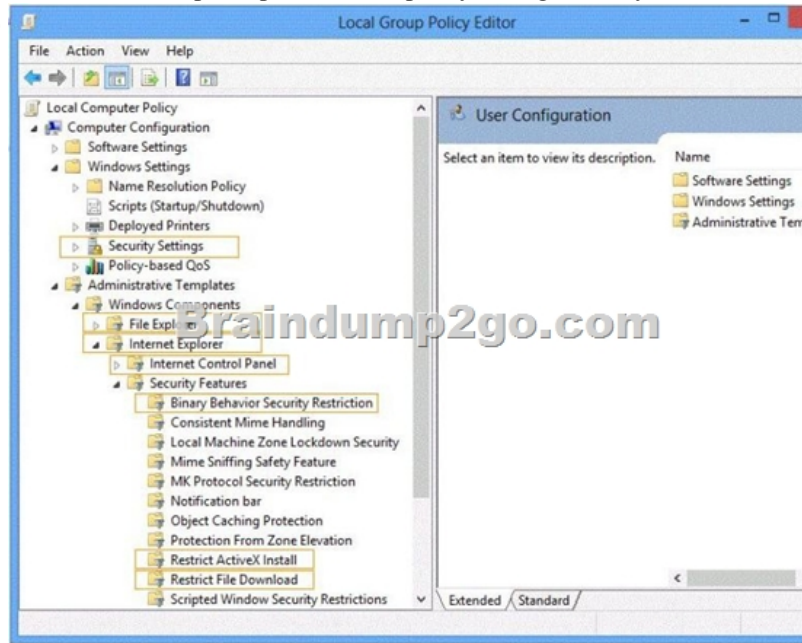 Local Group Policy Editor
File Action View Help
Local Computer Policy
Computer Configuration
Software Settings
Windows Settings
Name Resolution Policy
Scripts (Startup/Shutdown)
Deployed Printers
Security Settings
Policy-based QoS
Administrative Templates
Windows Components
File Explorer
Internet Explorer
Internet Control Panel
Security Features
Binary Behavior Security Restriction
Consistent Mime Handling
Local Machine Zone Lockdown Security
Mime Sniffing Safety Feature
MK Protocol Security Restriction
Notification bar
Object Caching Protection
Protection From Zone Elevation
Restrict ActiveX Install
Restrict File Download
Scripted Window Security Restrictions
User Configuration
Select an item to view its description.
Name
Software Settings
Windows Settings
Administrative Tem
Extended Standard
Braindump2go.com